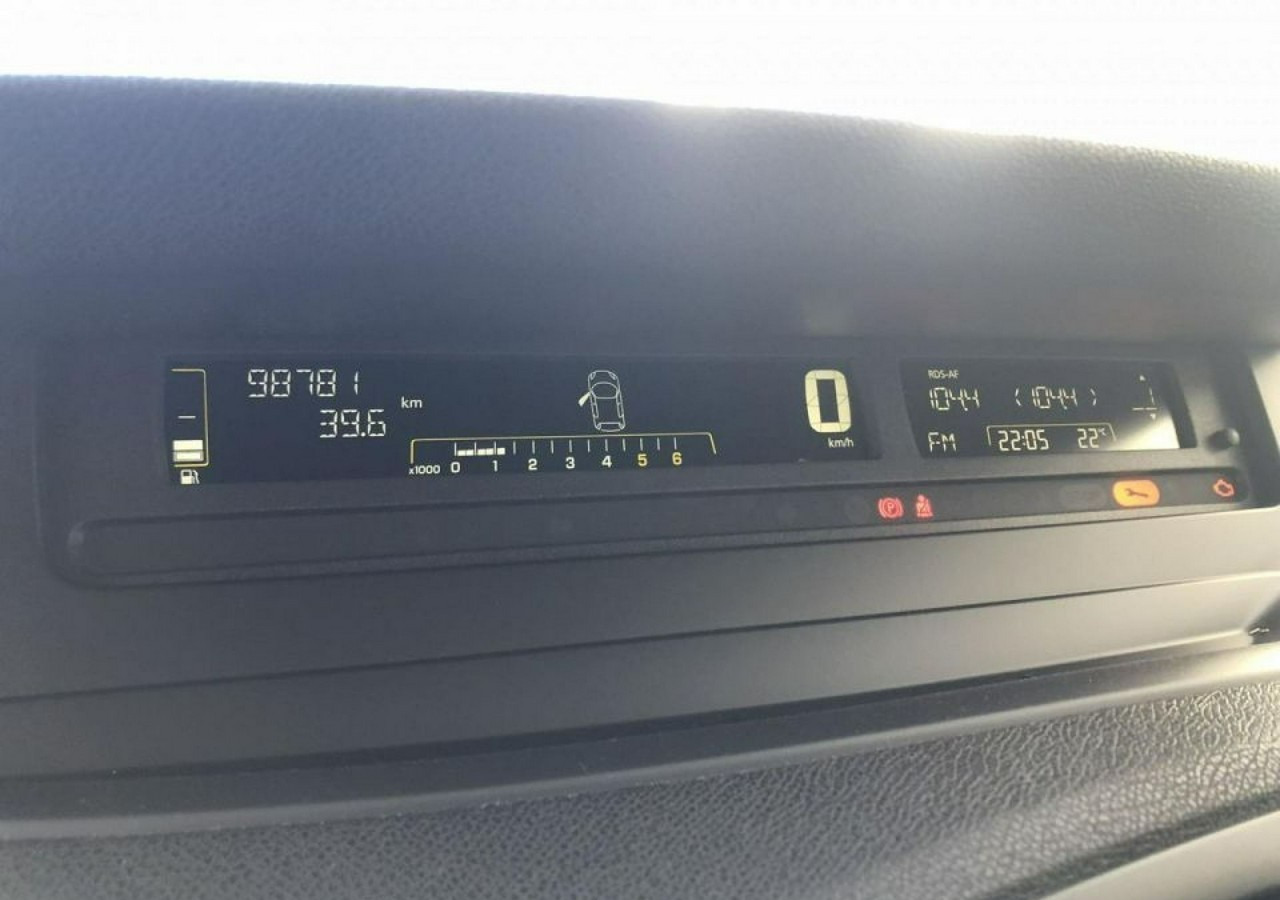 98781
39.6
km
x1000 0 1 2 3 4 5 6
0
km/h
RDS-AF
104.4 (104.4) 1
FM 22:05 22°C
P